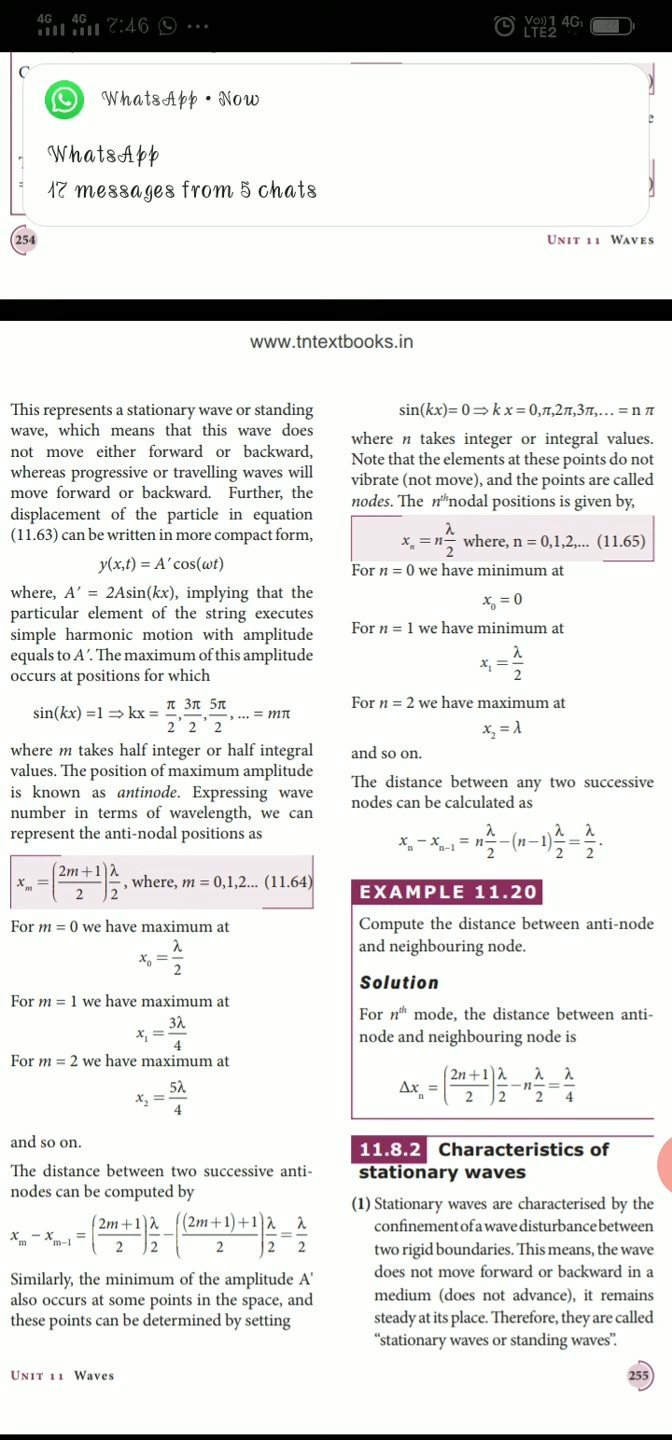 4G 4G 7:46 ... Vo)) 1 4G
LTE2
WhatsApp • Now
WhatsApp
17 messages from 5 chats
254
UNIT 11 WAVES
www.tntextbooks.in
This represents a stationary wave or standing
wave, which means that this wave does
not move either forward or backward,
whereas progressive or travelling waves will
move forward or backward. Further, the
displacement of the particle in equation
(11.63) can be written in more compact form,
y(x,t) = A′cos(ωt)
where, A′ = 2Asin(kx), implying that the
particular element of the string executes
simple harmonic motion with amplitude
equals to A′. The maximum of this amplitude
occurs at positions for which
sin(kx) =1 ⇒ kx = π/2, 3π/2, 5π/2, ... = mπ
where m takes half integer or half integral
values. The position of maximum amplitude
is known as antinode. Expressing wave
number in terms of wavelength, we can
represent the anti-nodal positions as
xₘ = ((2m+1)/2) λ/2, where, m = 0,1,2... (11.64)
For m = 0 we have maximum at
x₀ = λ/2
For m = 1 we have maximum at
x₁ = 3λ/4
For m = 2 we have maximum at
x₂ = 5λ/4
and so on.
The distance between two successive anti-
nodes can be computed by
xₘ − xₘ₋₁ = ((2m+1)/2) λ/2 − (((2m+1)+1)/2) λ/2 = λ/2
Similarly, the minimum of the amplitude A'
also occurs at some points in the space, and
these points can be determined by setting
sin(kx)= 0 ⇒ k x = 0,π,2π,3π,… = n π
where n takes integer or integral values.
Note that the elements at these points do not
vibrate (not move), and the points are called
nodes. The nᵗʰ nodal positions is given by,
xₙ = n λ/2 where, n = 0,1,2,... (11.65)
For n = 0 we have minimum at
x₀ = 0
For n = 1 we have minimum at
x₁ = λ/2
For n = 2 we have maximum at
x₂ = λ
and so on.
The distance between any two successive
nodes can be calculated as
xₙ − xₙ₋₁ = n λ/2 − (n−1) λ/2 = λ/2.
EXAMPLE 11.20
Compute the distance between anti-node
and neighbouring node.
Solution
For nᵗʰ mode, the distance between anti-
node and neighbouring node is
Δxₙ = ((2n+1)/2) λ/2 − n λ/2 = λ/4
11.8.2 Characteristics of
stationary waves
(1) Stationary waves are characterised by the
confinement of a wave disturbance between
two rigid boundaries. This means, the wave
does not move forward or backward in a
medium (does not advance), it remains
steady at its place. Therefore, they are called
“stationary waves or standing waves”.
UNIT 11 WAVES
255